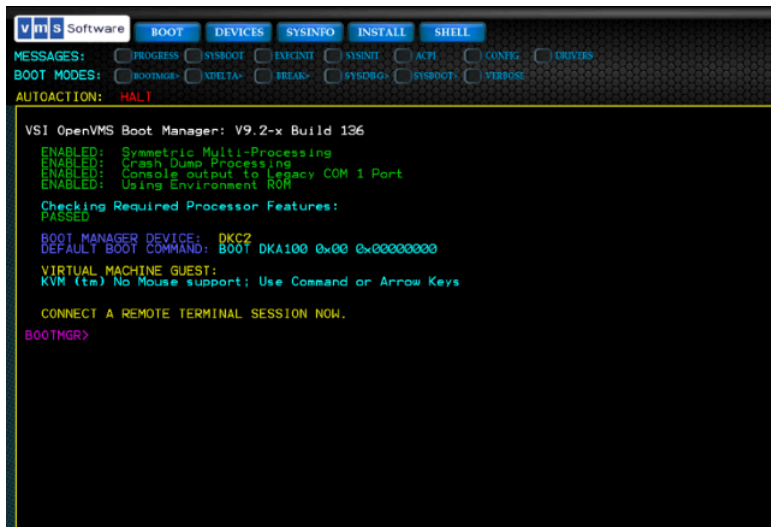 vms Software BOOT DEVICES SYSINFO INSTALL SHELL
MESSAGES: PROGRESS SYSBOOT EXECINIT SYSINIT ACPI CONFIG DRIVERS
BOOT MODES: BOOTMGR> XDELTA> BREAK> SYSDBG> SYSBOOT> VERBOSE
AUTOACTION: HALT
VSI OpenVMS Boot Manager: V9.2-x Build 136
ENABLED: Symmetric Multi-Processing
ENABLED: Crash Dump Processing
ENABLED: Console output to Legacy COM 1 Port
ENABLED: Using Environment ROM
Checking Required Processor Features:
PASSED
BOOT MANAGER DEVICE: DKC2
DEFAULT BOOT COMMAND: BOOT DKA100 0x00 0x00000000
VIRTUAL MACHINE GUEST:
KVM (tm) No Mouse support; Use Command or Arrow Keys
CONNECT A REMOTE TERMINAL SESSION NOW.
BOOTMGR>